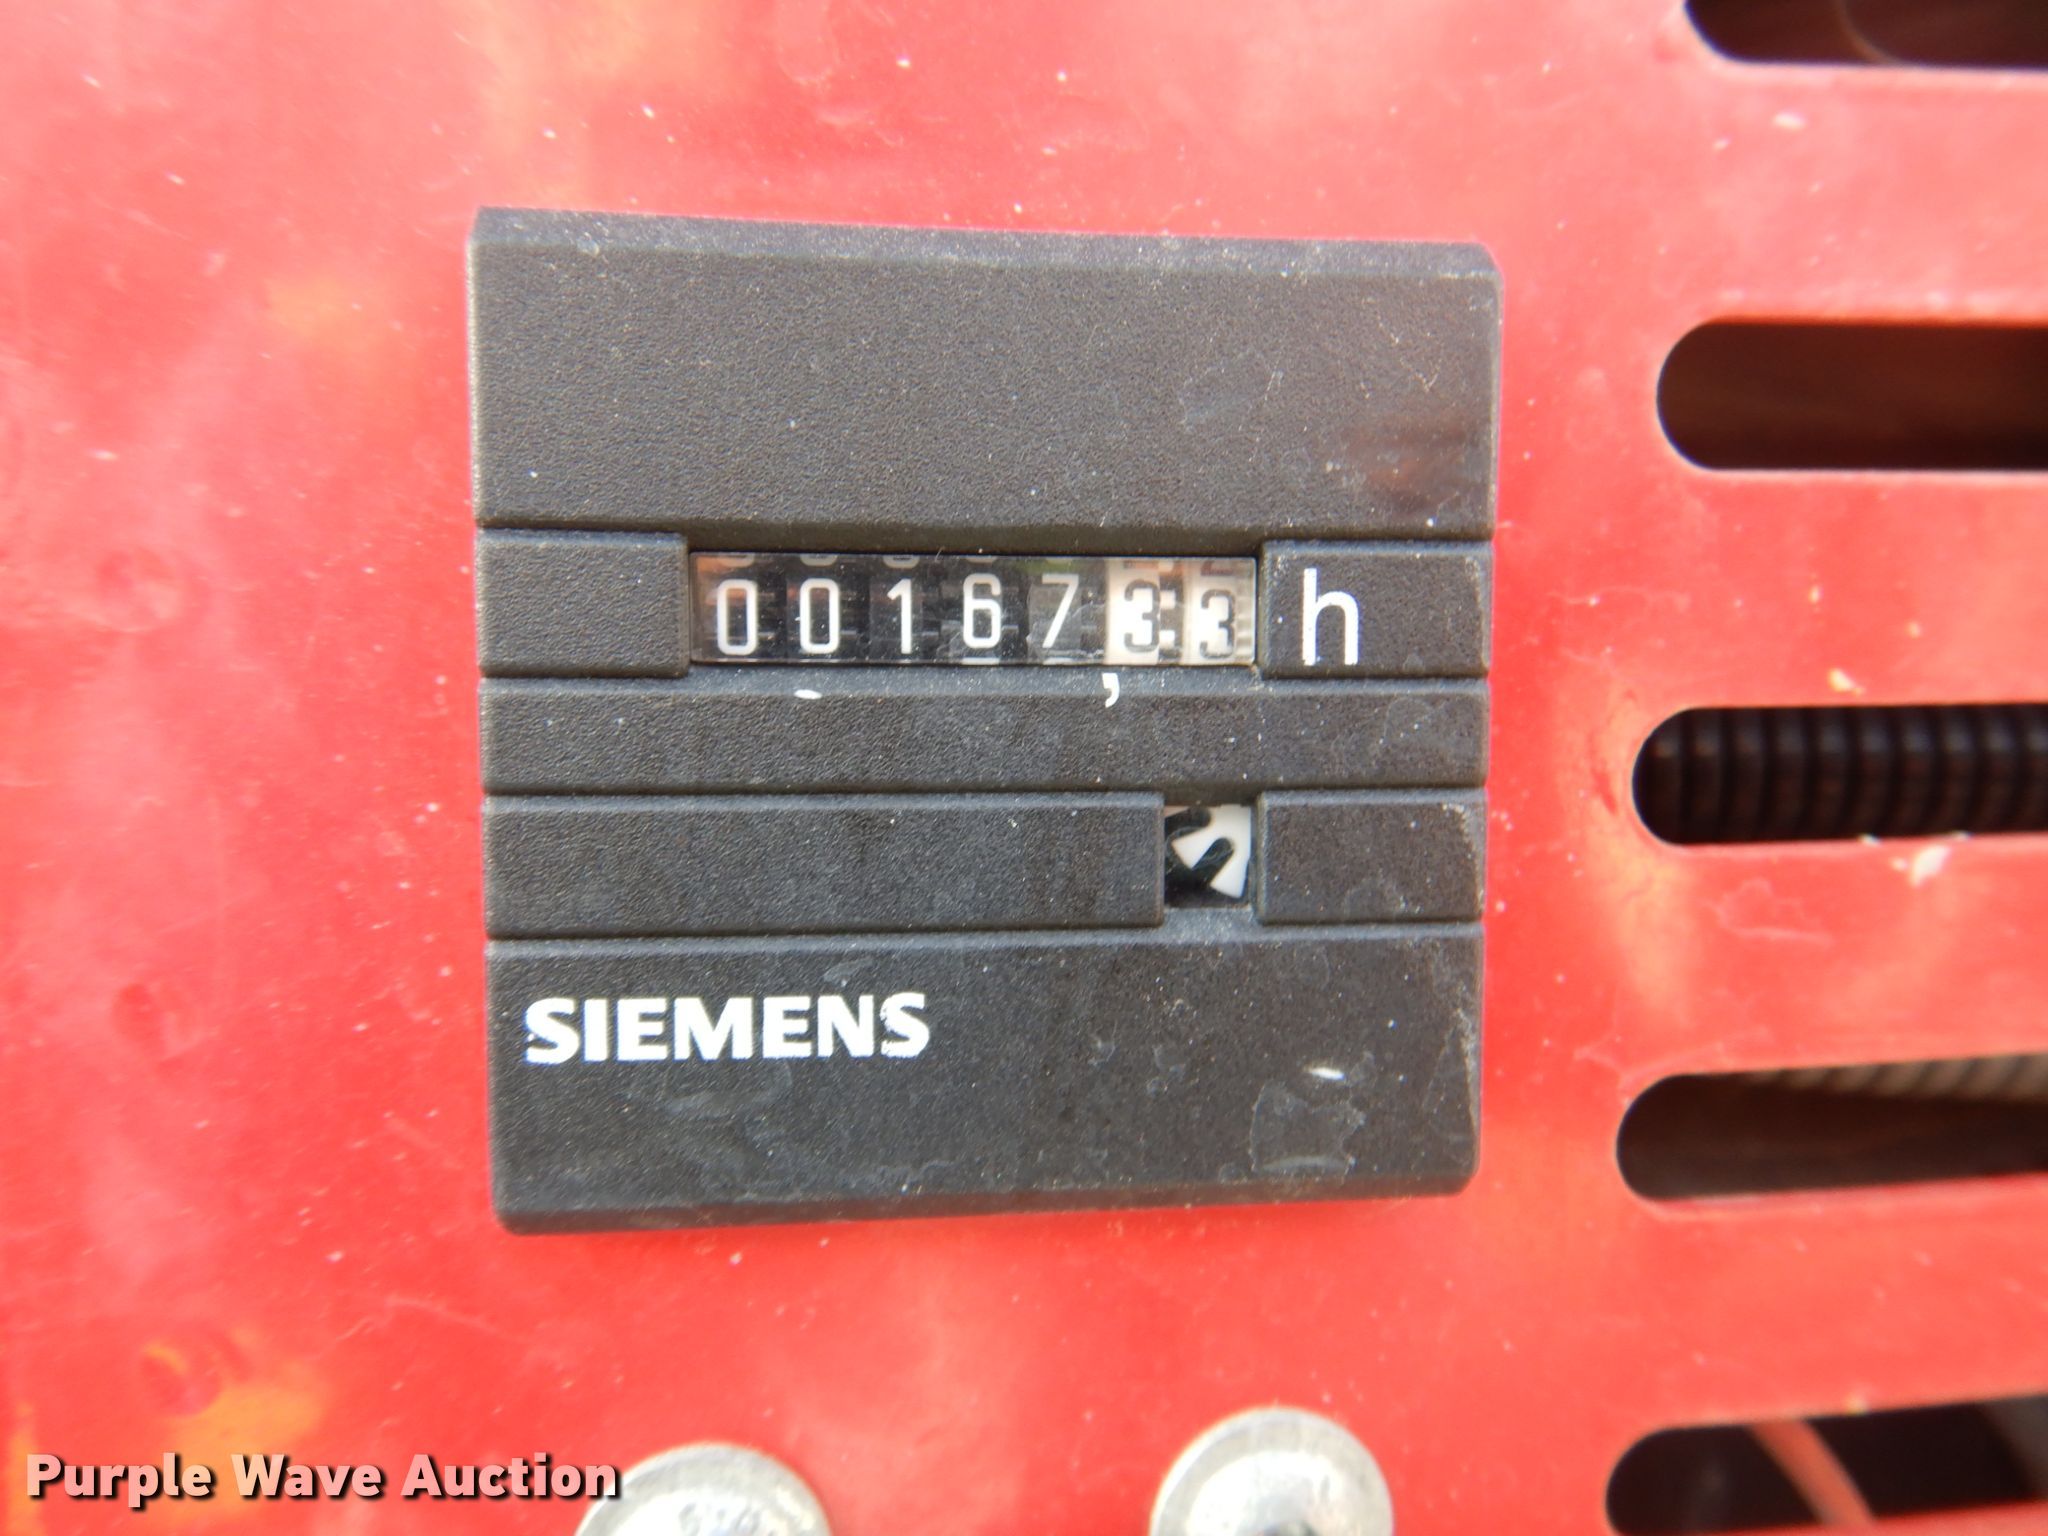 0016733 h
,
SIEMENS
Purple Wave Auction